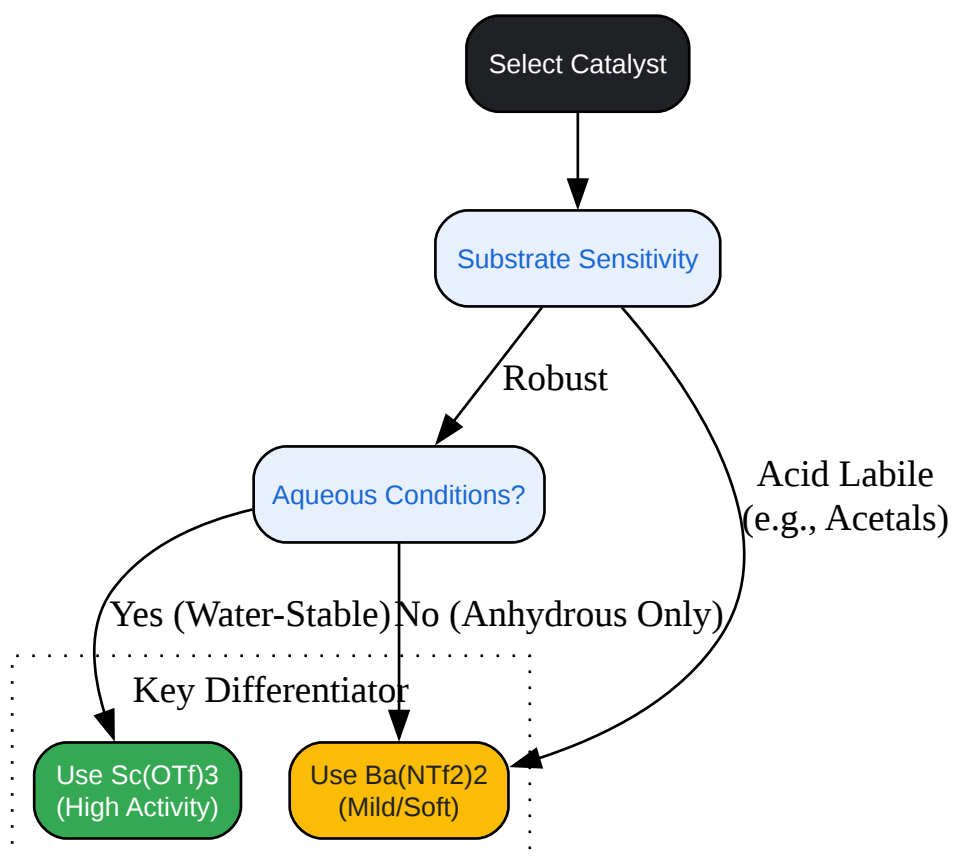 Select Catalyst
Substrate Sensitivity
Robust
Acid Labile
(e.g., Acetals)
Aqueous Conditions?
Yes (Water-Stable)
No (Anhydrous Only)
Key Differentiator
Use Sc(OTf)3
(High Activity)
Use Ba(NTf2)2
(Mild/Soft)